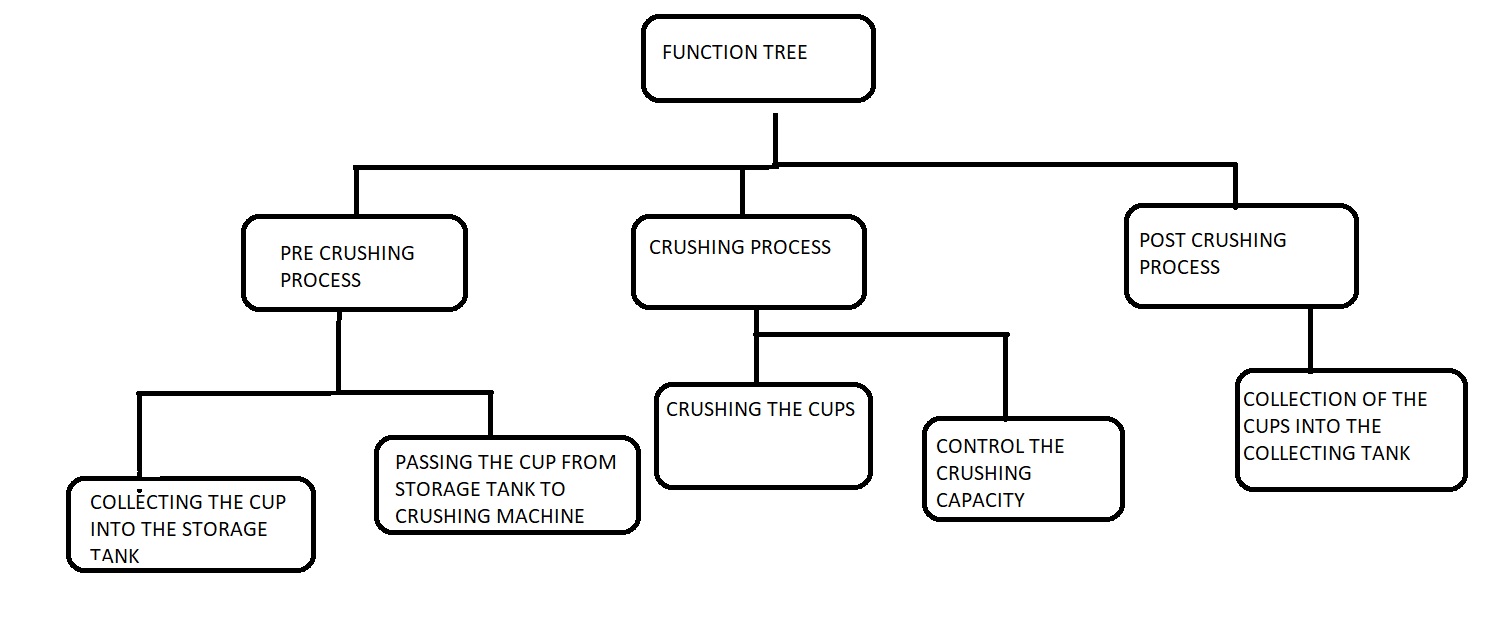 FUNCTION TREE
PRE CRUSHING
PROCESS
CRUSHING PROCESS
POST CRUSHING
PROCESS
COLLECTING THE CUP
INTO THE STORAGE
TANK
PASSING THE CUP FROM
STORAGE TANK TO
CRUSHING MACHINE
CRUSHING THE CUPS
CONTROL THE
CRUSHING
CAPACITY
COLLECTION OF THE
CUPS INTO THE
COLLECTING TANK